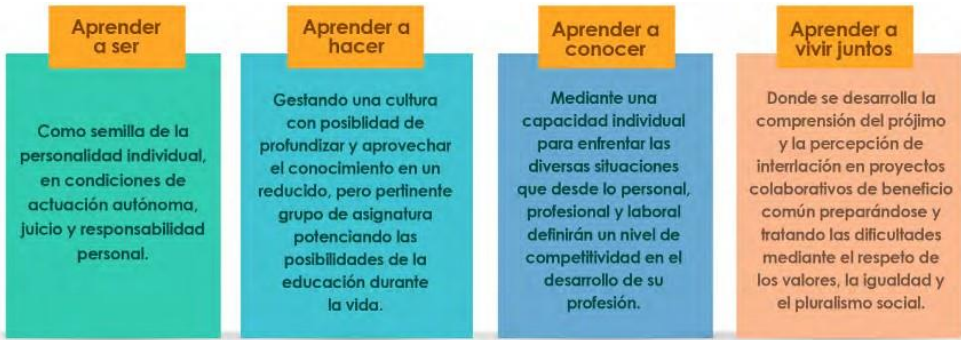 Aprender
a ser
Como semilla de la
personalidad individual,
en condiciones de
actuación autónoma,
juicio y responsabilidad
personal.
Aprender a
hacer
Gestando una cultura
con posiblidad de
profundizar y aprovechar
el conocimiento en un
reducido, pero pertinente
grupo de asignatura
potenciando las
posibilidades de la
educación durante
la vida.
Aprender a
conocer
Mediante una
capacidad individual
para enfrentar las
diversas situaciones
que desde lo personal,
profesional y laboral
definirán un nivel de
competitividad en el
desarrollo de su
profesión.
Aprender a
vivir juntos
Donde se desarrolla la
comprensión del prójimo
y la percepción de
interrlación en proyectos
colaborativos de beneficio
común preparándose y
tratando las dificultades
mediante el respeto de
los valores, la igualdad y
el pluralismo social.